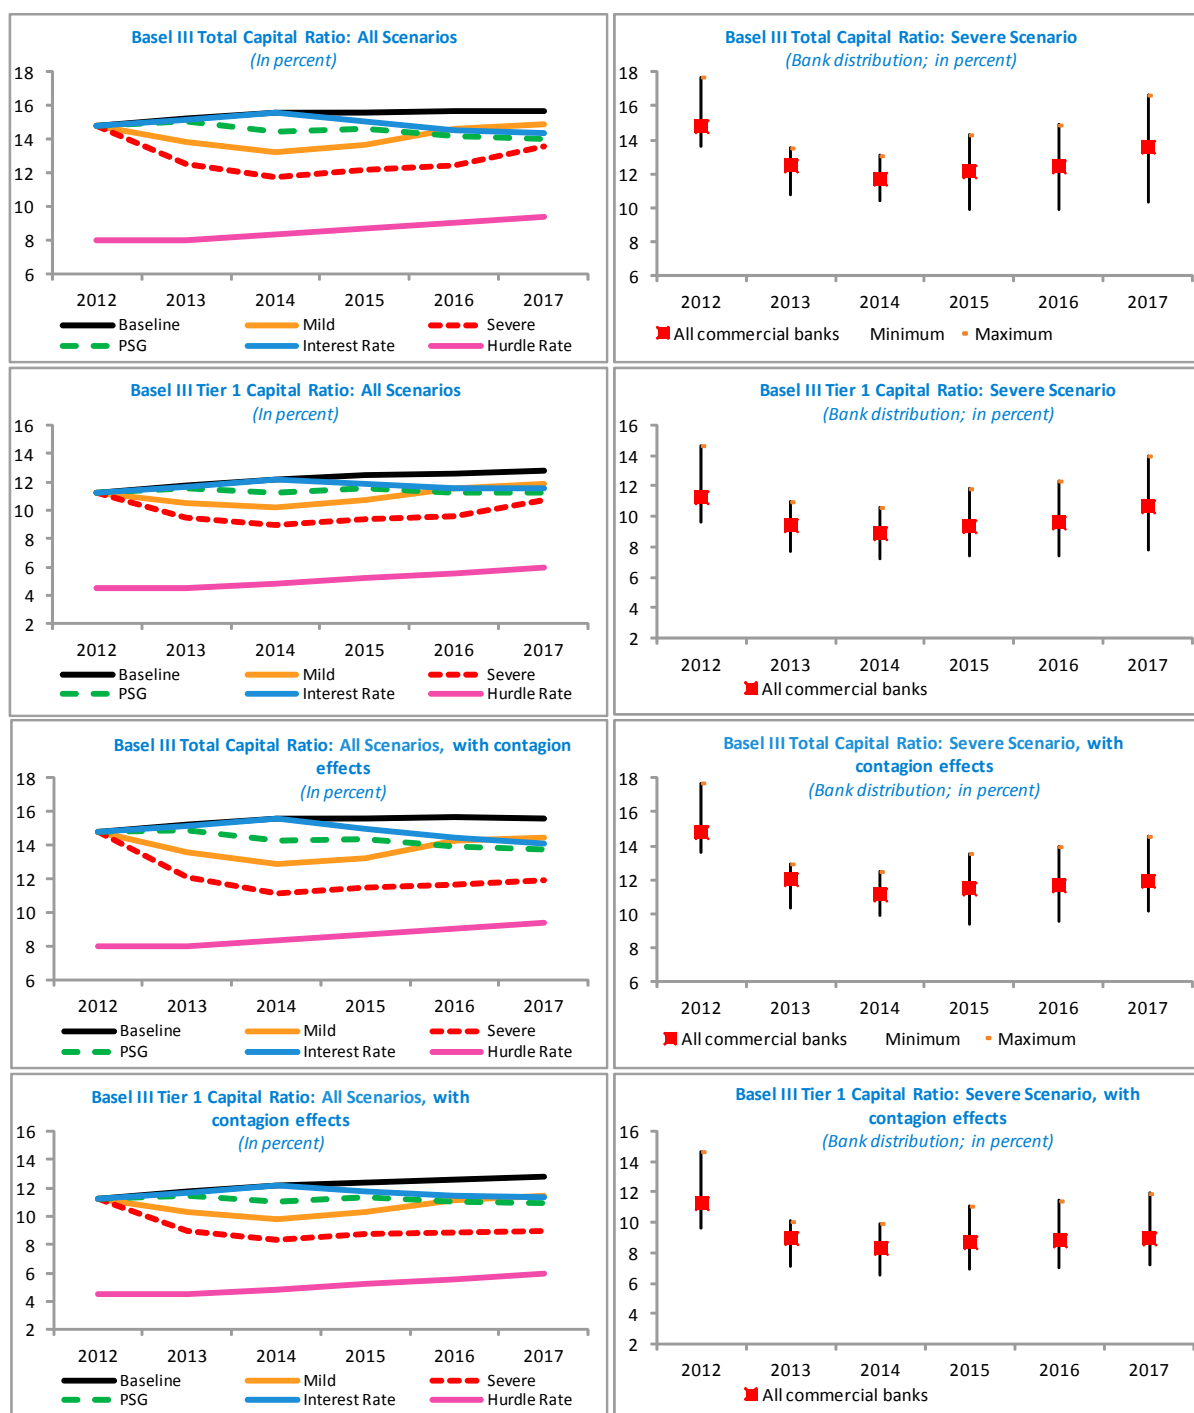 Basel III Total Capital Ratio: All Scenarios
(In percent)
18
16
14
12
10
8
6
2012 2013 2014 2015 2016 2017
Baseline Mild Severe
PSG Interest Rate Hurdle Rate
Basel III Total Capital Ratio: Severe Scenario
(Bank distribution; in percent)
18
16
14
12
10
8
6
2012 2013 2014 2015 2016 2017
All commercial banks Minimum Maximum
Basel III Tier 1 Capital Ratio: All Scenarios
(In percent)
16
14
12
10
8
6
4
2
2012 2013 2014 2015 2016 2017
Baseline Mild Severe
PSG Interest Rate Hurdle Rate
Basel III Tier 1 Capital Ratio: Severe Scenario
(Bank distribution; in percent)
16
14
12
10
8
6
4
2
2012 2013 2014 2015 2016 2017
All commercial banks
Basel III Total Capital Ratio: All Scenarios, with contagion
effects
(In percent)
18
16
14
12
10
8
6
2012 2013 2014 2015 2016 2017
Baseline Mild Severe
PSG Interest Rate Hurdle Rate
Basel III Total Capital Ratio: Severe Scenario, with
contagion effects
(Bank distribution; in percent)
18
16
14
12
10
8
6
2012 2013 2014 2015 2016 2017
All commercial banks Minimum Maximum
Basel III Tier 1 Capital Ratio: All Scenarios, with
contagion effects
(In percent)
16
14
12
10
8
6
4
2
2012 2013 2014 2015 2016 2017
Baseline Mild Severe
PSG Interest Rate Hurdle Rate
Basel III Tier 1 Capital Ratio: Severe Scenario, with
contagion effects
(Bank distribution; in percent)
16
14
12
10
8
6
4
2
2012 2013 2014 2015 2016 2017
All commercial banks